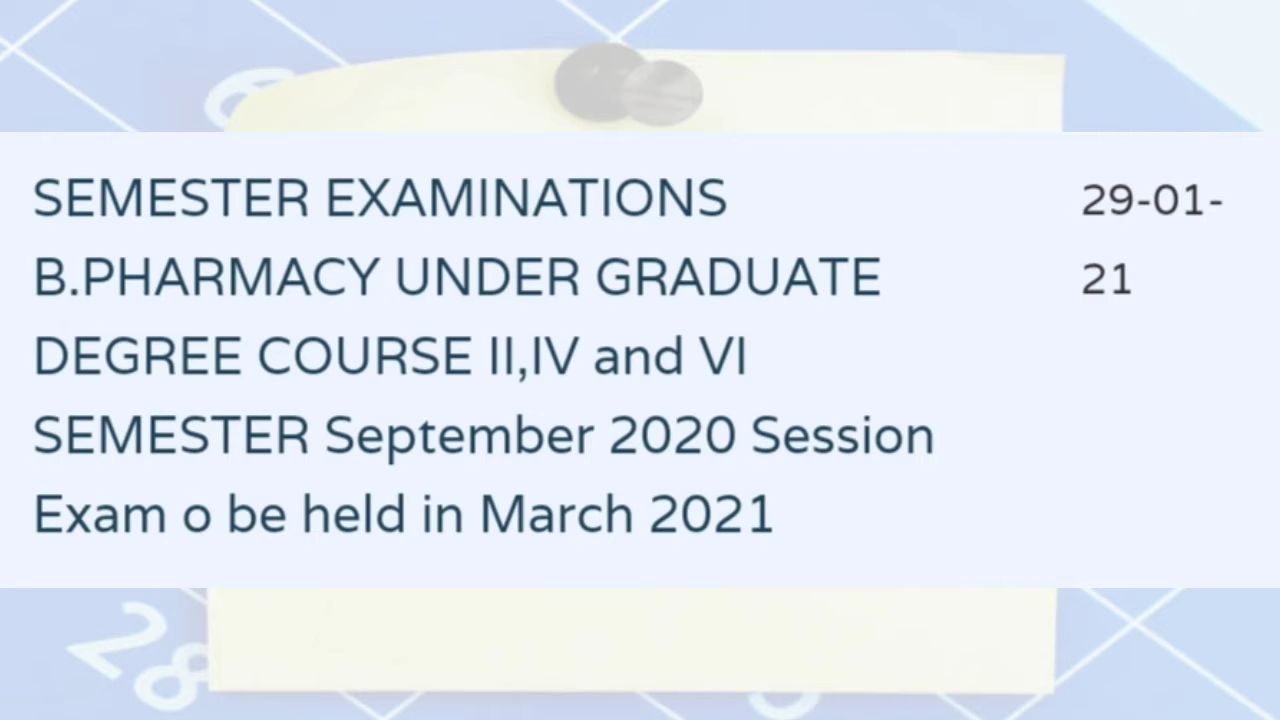 SEMESTER EXAMINATIONS 29-01-
B.PHARMACY UNDER GRADUATE 21
DEGREE COURSE II,IV and VI
SEMESTER September 2020 Session
Exam o be held in March 2021
28